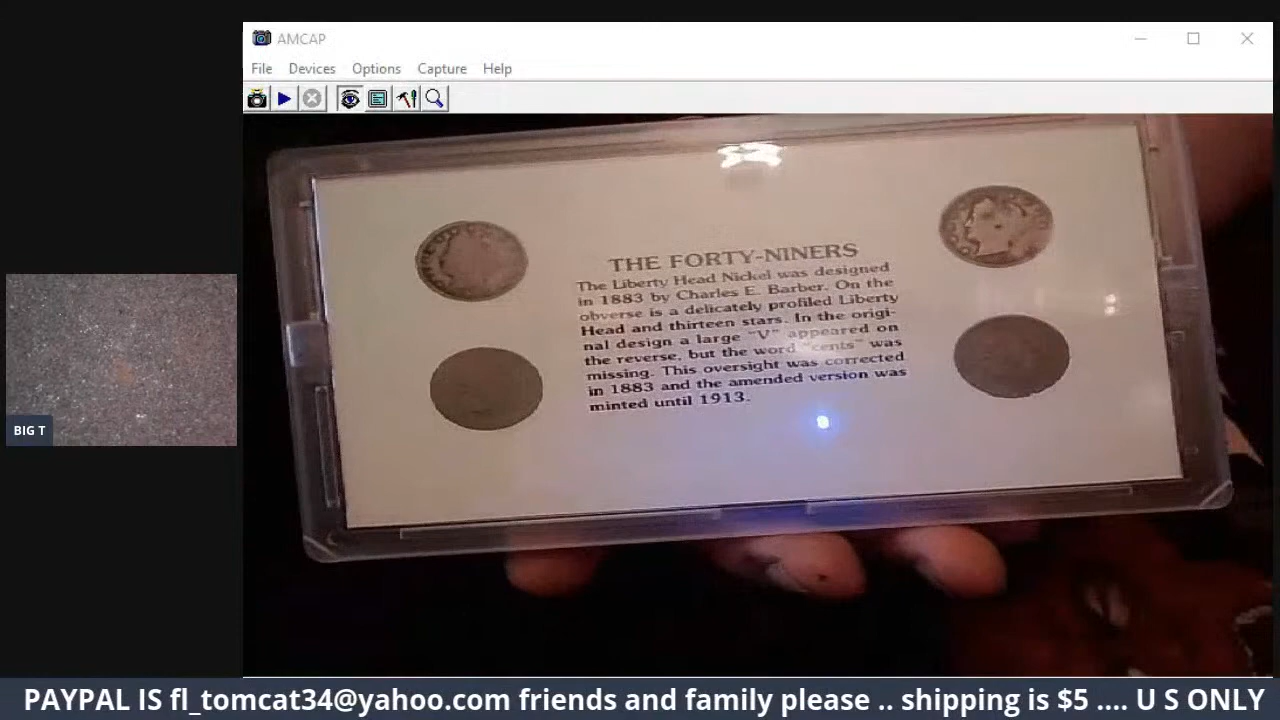 AMCAP
File Devices Options Capture Help
THE FORTY-NINERS
The Liberty Head Nickel was designed
in 1883 by Charles E. Barber. On the
obverse is a delicately profiled Liberty
Head and thirteen stars. In the origi-
nal design a large "V" appeared on
the reverse, but the word "cents" was
missing. This oversight was corrected
in 1883 and the amended version was
minted until 1913.
BIG T
PAYPAL IS fl_tomcat34@yahoo.com friends and family please .. shipping is $5 .... U S ONLY